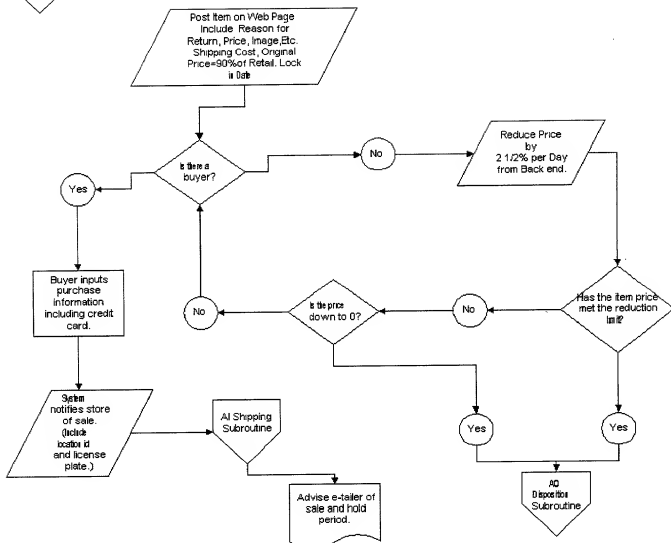 Post Item on Web Page
Include Reason for
Return, Price, Image,Etc.
Shipping Cost, Original
Price=90%of Retail. Lock
in Date
Is there a
buyer?
No
Reduce Price
by
2 1/2% per Day
from Back end.
Yes
Buyer inputs
purchase
information
including credit
card.
No
Is the price
down to 0?
No
Has the item price
met the reduction
limit?
System
notifies store
of sale.
(Include
location id
and license
plate.)
AI Shipping
Subroutine
Yes
Yes
Advise e-tailer of
sale and hold
period.
AQ
Disposition
Subroutine